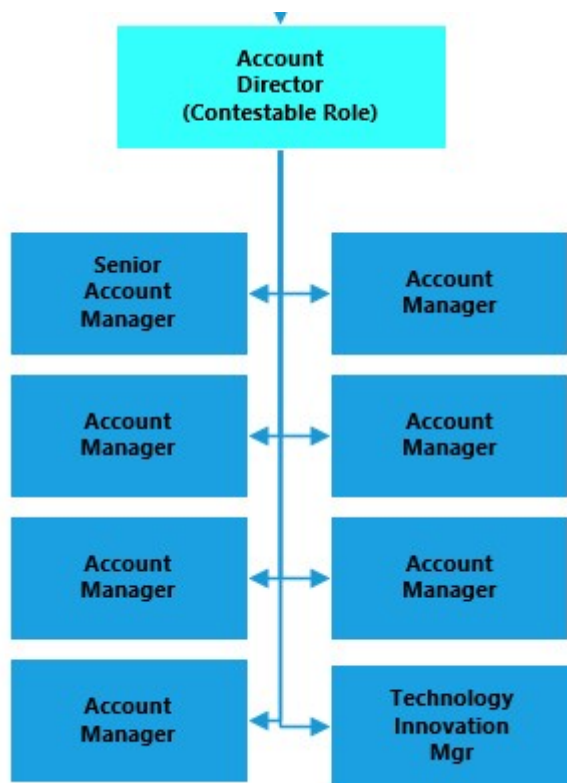 Account
Director
(Contestable Role)
Senior
Account
Manager
Account
Manager
Account
Manager
Account
Manager
Account
Manager
Account
Manager
Account
Manager
Technology
Innovation
Mgr